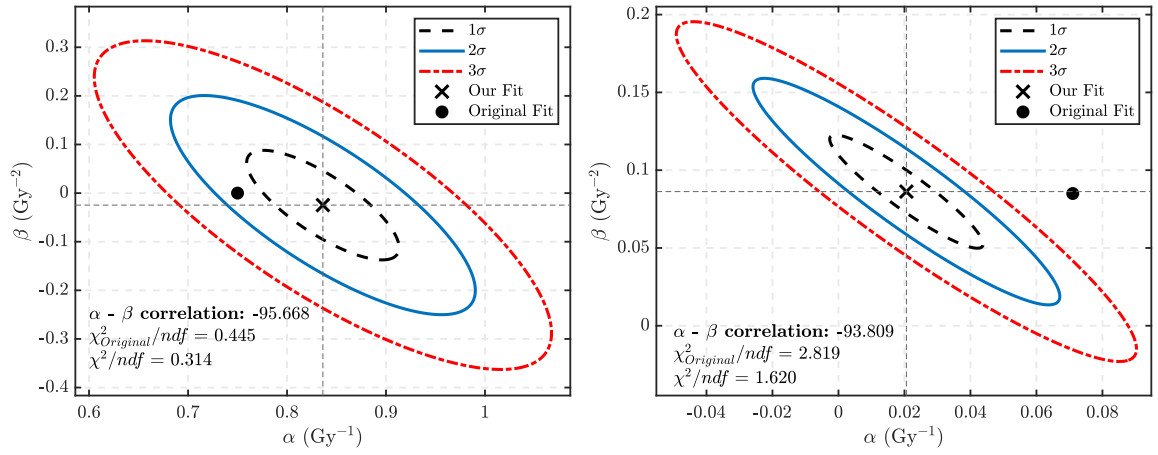 0.4
0.3
0.2
0.1
0
-0.1
-0.2
-0.3
-0.4
β (Gy⁻²)
0.6
0.7
0.8
0.9
1
α (Gy⁻¹)
1σ
2σ
3σ
Our Fit
Original Fit
α - β correlation: -95.668
χ²Original/ndf = 0.445
χ²/ndf = 0.314
0.2
0.15
0.1
0.05
0
β (Gy⁻²)
-0.04
-0.02
0
0.02
0.04
0.06
0.08
α (Gy⁻¹)
1σ
2σ
3σ
Our Fit
Original Fit
α - β correlation: -93.809
χ²Original/ndf = 2.819
χ²/ndf = 1.620